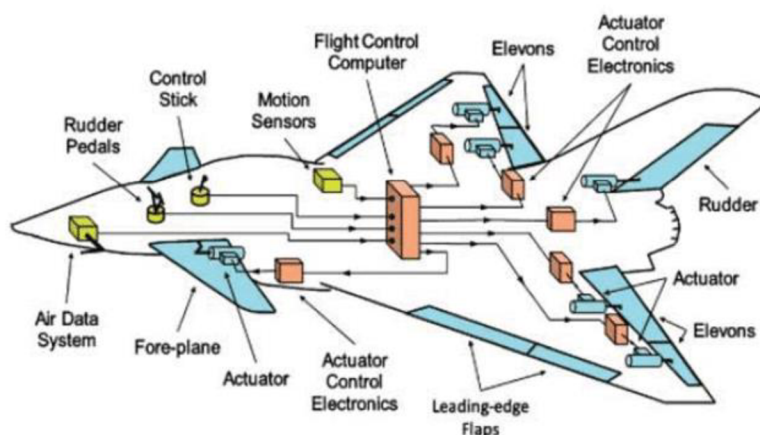 Flight Control
Computer
Elevons
Actuator
Control
Electronics
Control
Stick
Motion
Sensors
Rudder
Pedals
Rudder
Air Data
System
Fore-plane
Actuator
Actuator
Control
Electronics
Leading-edge
Flaps
Actuator
Elevons